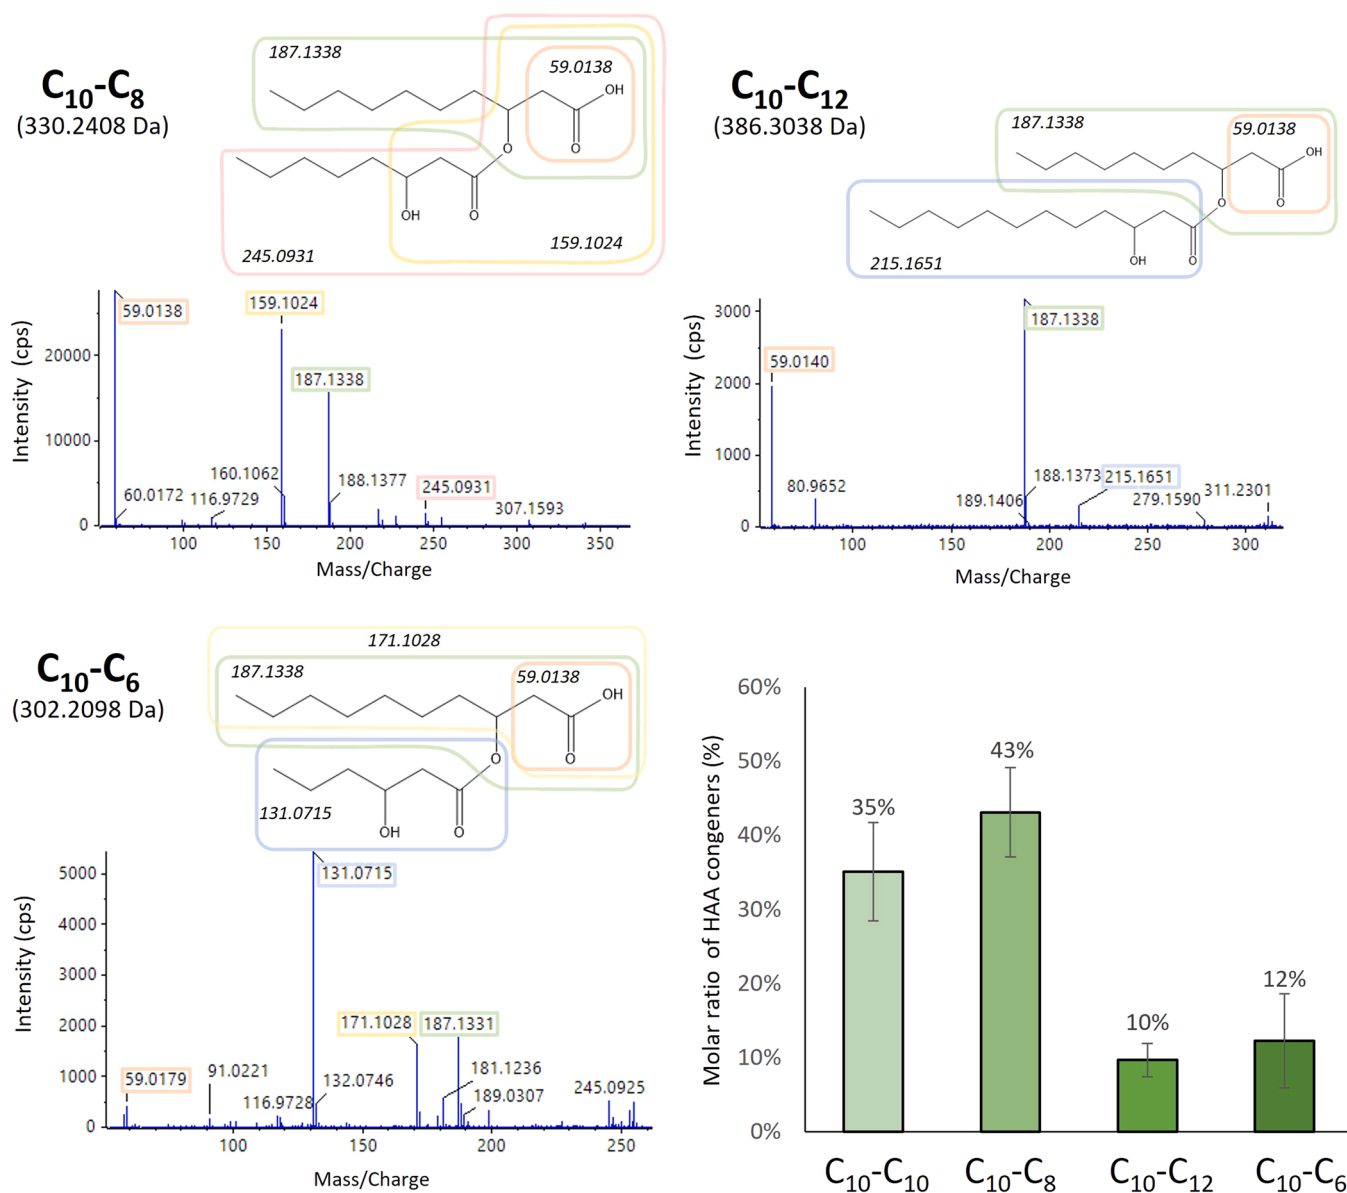 C10-C8
(330.2408 Da)
187.1338
59.0138
OH
O
O
OH
O
245.0931
159.1024
Intensity (cps)
20000
10000
0
59.0138
159.1024
187.1338
160.1062
188.1377
245.0931
60.0172
116.9729
307.1593
100
150
200
250
300
350
Mass/Charge
C10-C12
(386.3038 Da)
187.1338
59.0138
OH
O
O
OH
O
215.1651
Intensity (cps)
3000
2000
1000
0
187.1338
59.0140
80.9652
188.1373
215.1651
189.1406
279.1590
311.2301
100
150
200
250
300
Mass/Charge
C10-C6
(302.2098 Da)
171.1028
187.1338
59.0138
OH
O
O
131.0715
OH
O
Intensity (cps)
5000
4000
3000
2000
1000
0
131.0715
171.1028
187.1331
59.0179
91.0221
132.0746
181.1236
116.9728
189.0307
245.0925
100
150
200
250
Mass/Charge
Molar ratio of HAA congeners (%)
60%
50%
40%
30%
20%
10%
0%
35%
43%
10%
12%
C10-C10
C10-C8
C10-C12
C10-C6